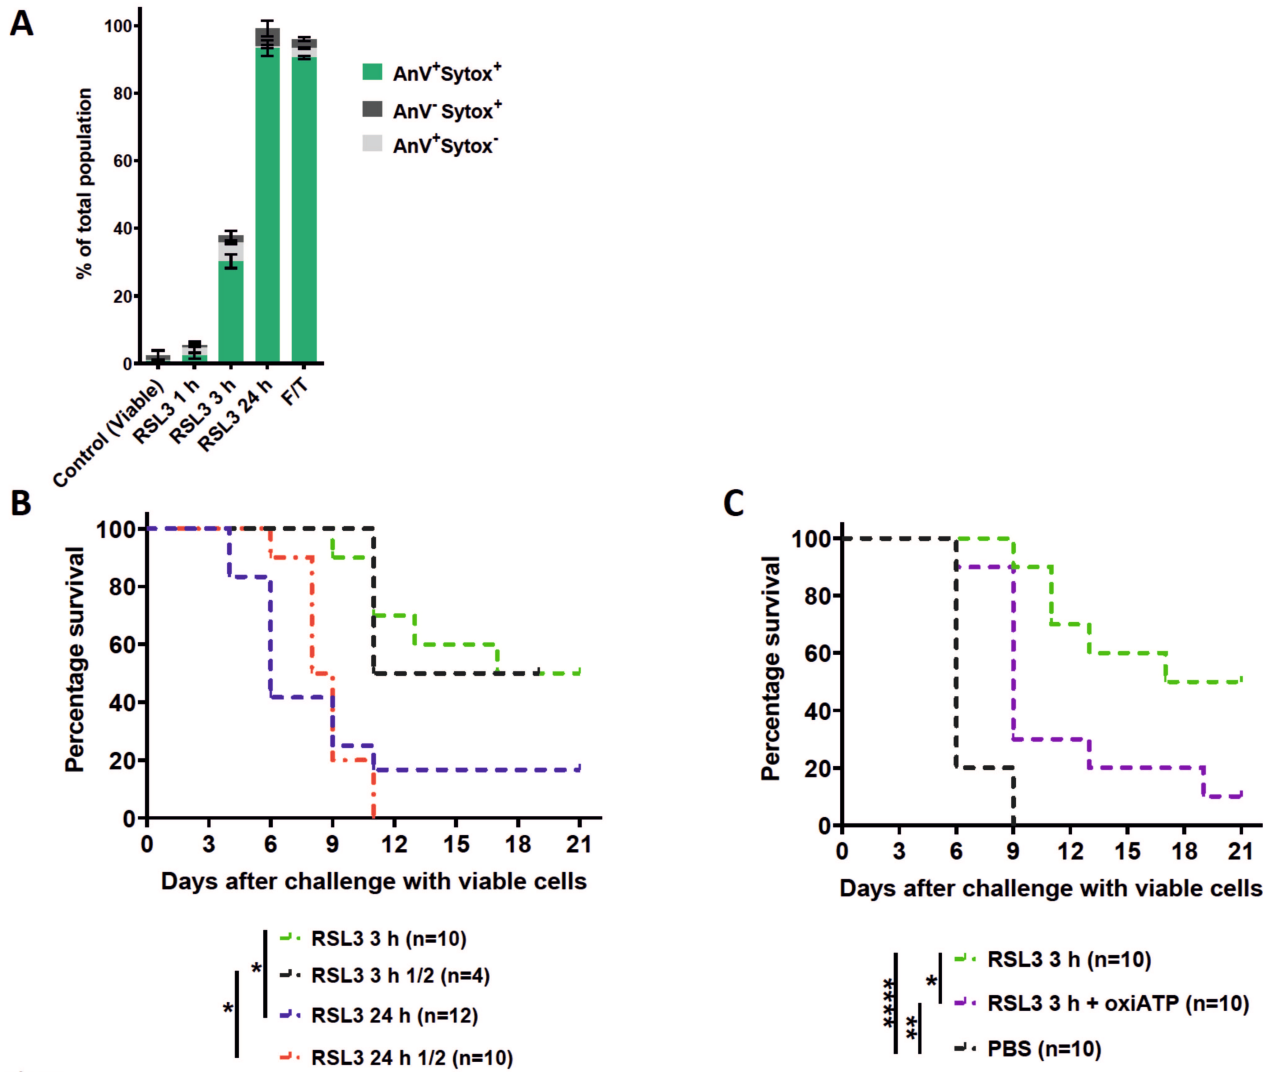 A
100
80
60
40
20
0
% of total population
Control (Viable)
RSL3 1 h
RSL3 3 h
RSL3 24 h
F/T
AnV+Sytox+
AnV- Sytox+
AnV+Sytox-
B
100
80
60
40
20
0
Percentage survival
0 3 6 9 12 15 18 21
Days after challenge with viable cells
RSL3 3 h (n=10)
RSL3 3 h 1/2 (n=4)
RSL3 24 h (n=12)
RSL3 24 h 1/2 (n=10)
*
*
C
100
80
60
40
20
0
Percentage survival
0 3 6 9 12 15 18 21
Days after challenge with viable cells
RSL3 3 h (n=10)
RSL3 3 h + oxiATP (n=10)
PBS (n=10)
****
**
*